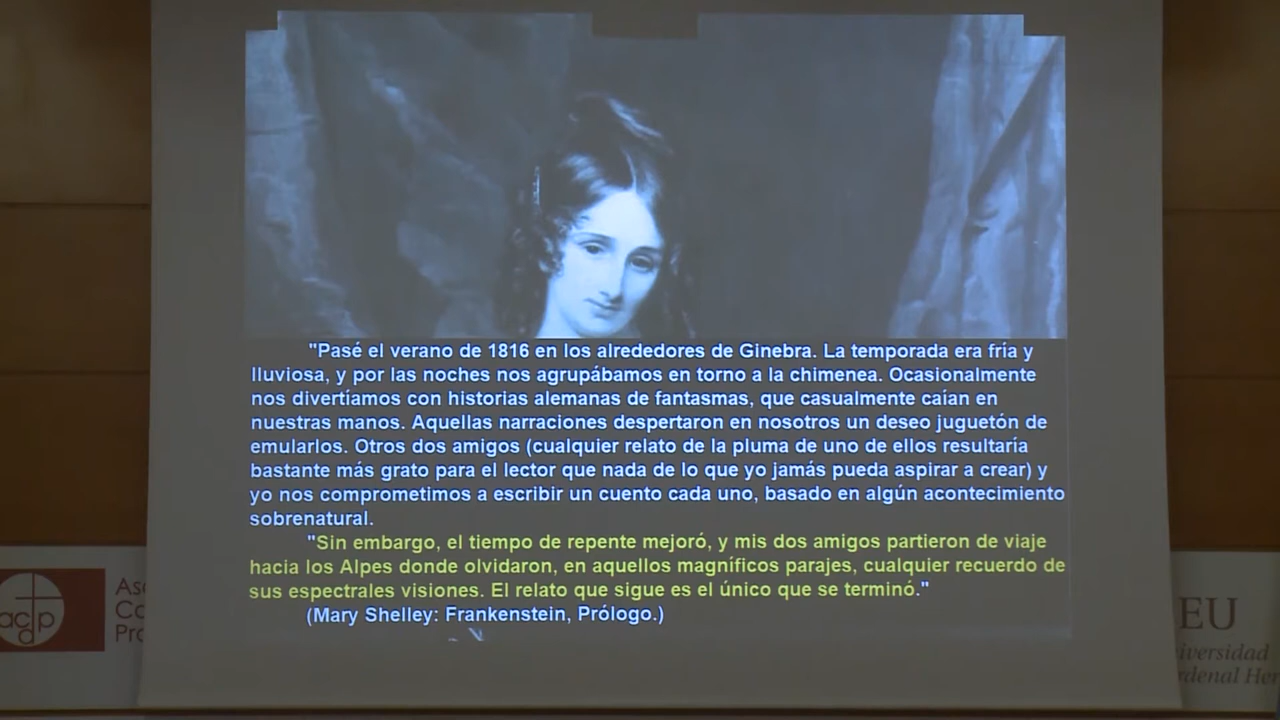 "Pasé el verano de 1816 en los alrededores de Ginebra. La temporada era fría y
lluviosa, y por las noches nos agrupábamos en torno a la chimenea. Ocasionalmente
nos divertíamos con historias alemanas de fantasmas, que casualmente caían en
nuestras manos. Aquellas narraciones despertaron en nosotros un deseo juguetón de
emularlos. Otros dos amigos (cualquier relato de la pluma de uno de ellos resultaría
bastante más grato para el lector que nada de lo que yo jamás pueda aspirar a crear) y
yo nos comprometimos a escribir un cuento cada uno, basado en algún acontecimiento
sobrenatural.
"Sin embargo, el tiempo de repente mejoró, y mis dos amigos partieron de viaje
hacia los Alpes donde olvidaron, en aquellos magníficos parajes, cualquier recuerdo de
sus espectrales visiones. El relato que sigue es el único que se terminó."
(Mary Shelley: Frankenstein, Prólogo.)
acdp
EU